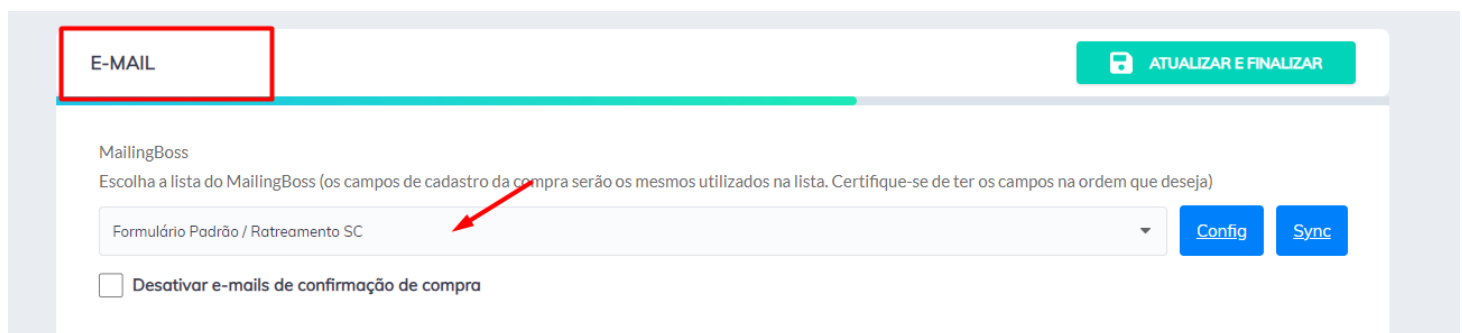 E-MAIL
ATUALIZAR E FINALIZAR
MailingBoss
Escolha a lista do MailingBoss (os campos de cadastro da compra serão os mesmos utilizados na lista. Certifique-se de ter os campos na ordem que deseja)
Formulário Padrão / Ratreamento SC
Config
Sync
Desativar e-mails de confirmação de compra